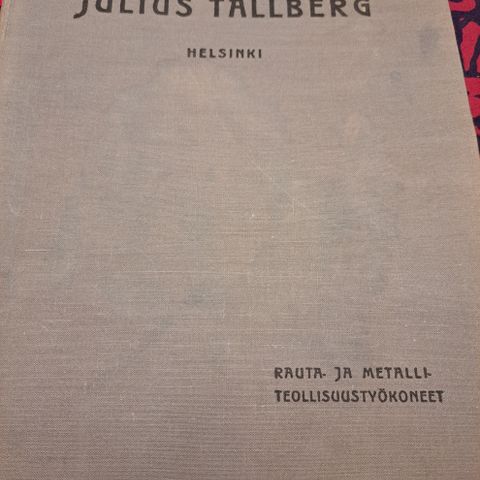 JULIUS TALLBERG
HELSINKI
RAUTA- JA METALLI-
TEOLLISUUSTYÖKONEET